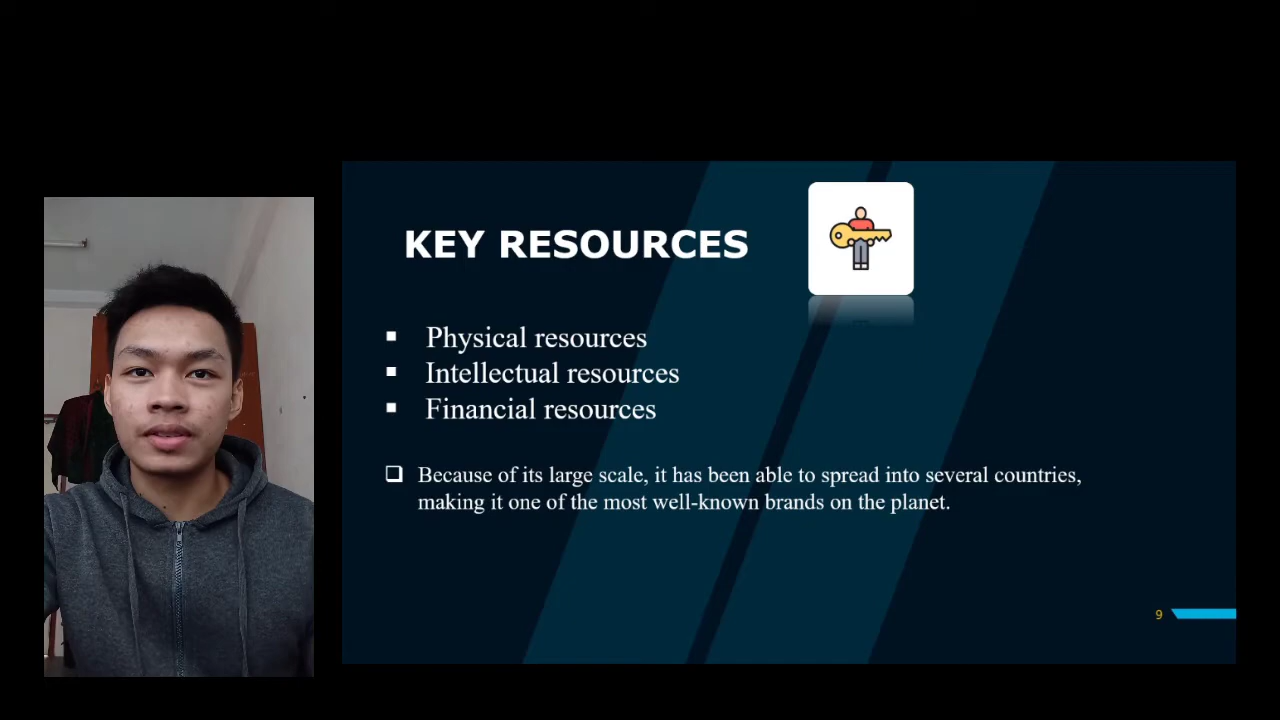 KEY RESOURCES
Physical resources
Intellectual resources
Financial resources
Because of its large scale, it has been able to spread into several countries,
making it one of the most well-known brands on the planet.
9